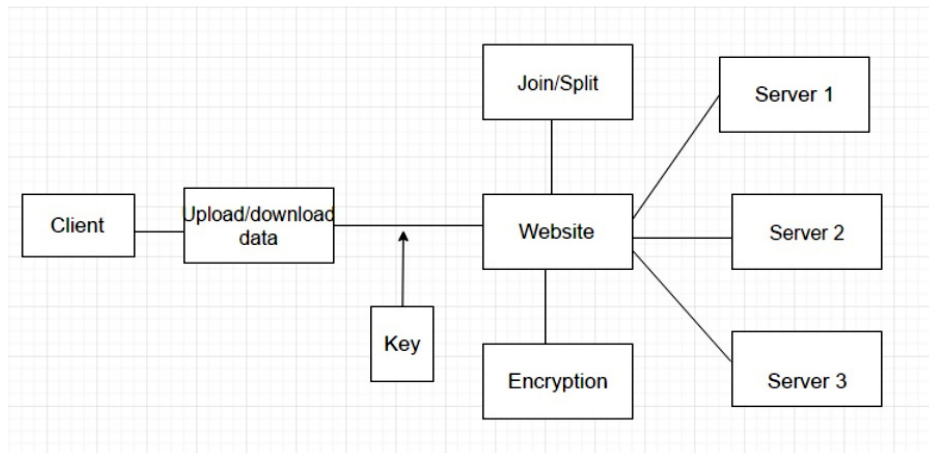 Join/Split
Server 1
Client
Upload/download
data
Website
Server 2
Key
Encryption
Server 3